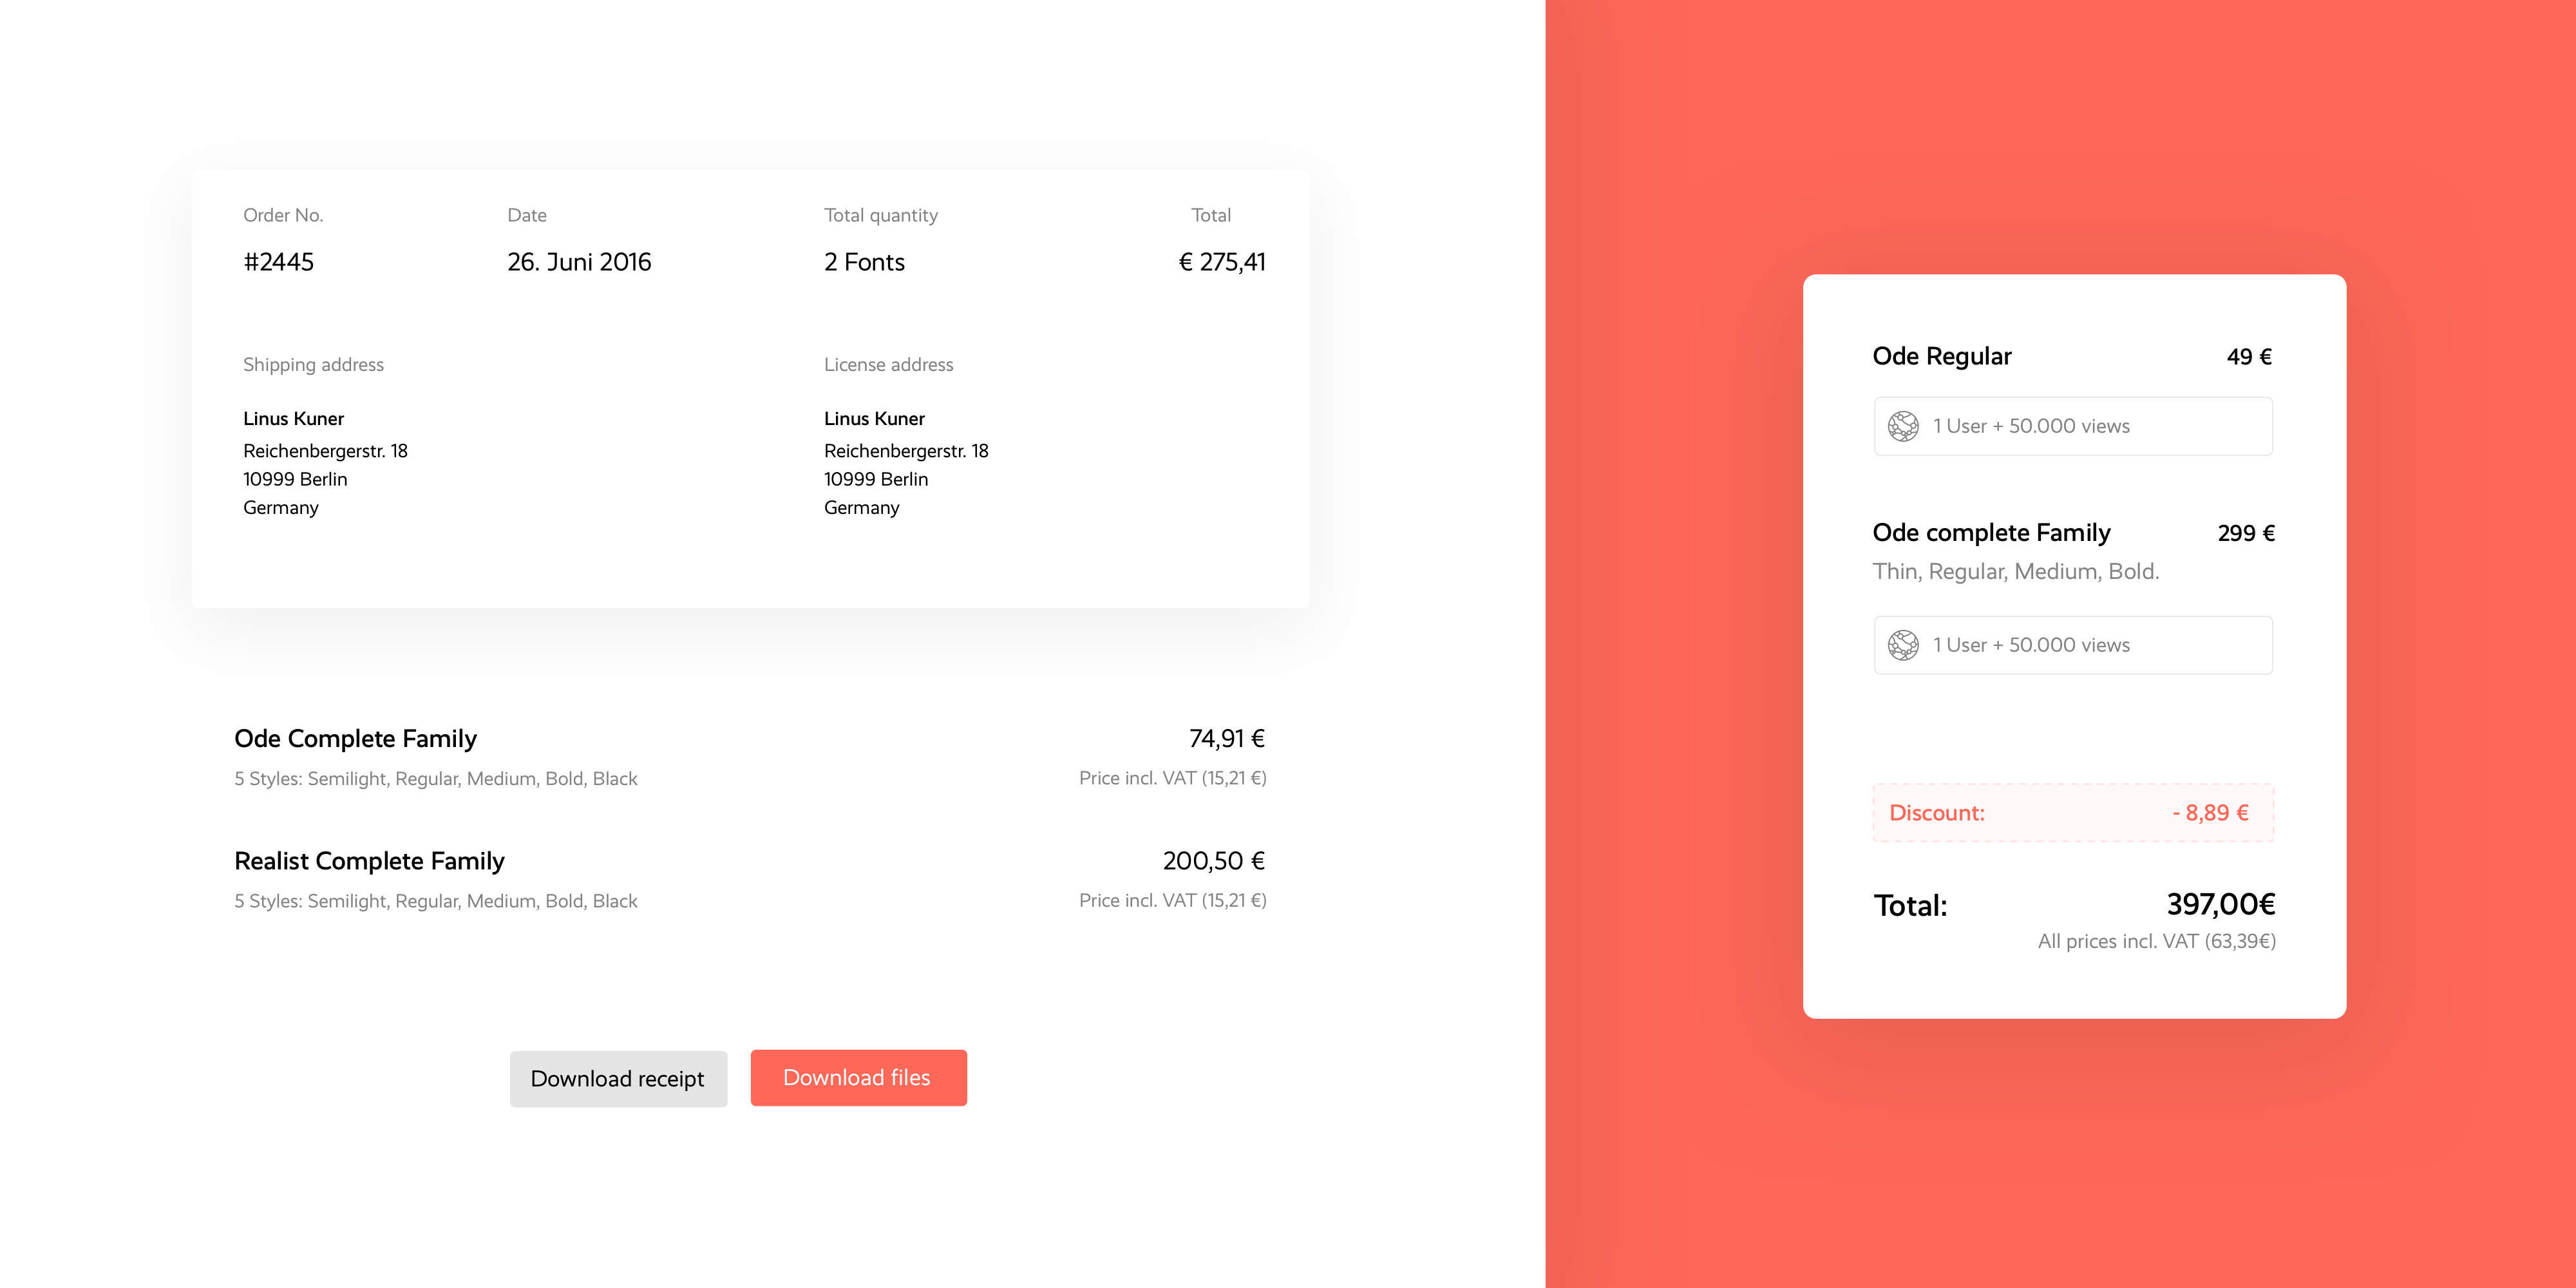 Order No.
Date
Total quantity
Total
#2445
26. Juni 2016
2 Fonts
€ 275,41
Shipping address
License address
Linus Kuner
Reichenbergerstr. 18
10999 Berlin
Germany
Linus Kuner
Reichenbergerstr. 18
10999 Berlin
Germany
Ode Complete Family
74,91 €
5 Styles: Semilight, Regular, Medium, Bold, Black
Price incl. VAT (15,21 €)
Realist Complete Family
200,50 €
5 Styles: Semilight, Regular, Medium, Bold, Black
Price incl. VAT (15,21 €)
Download receipt
Download files
Ode Regular
49 €
1 User + 50.000 views
Ode complete Family
299 €
Thin, Regular, Medium, Bold.
1 User + 50.000 views
Discount:
- 8,89 €
Total:
397,00€
All prices incl. VAT (63,39€)